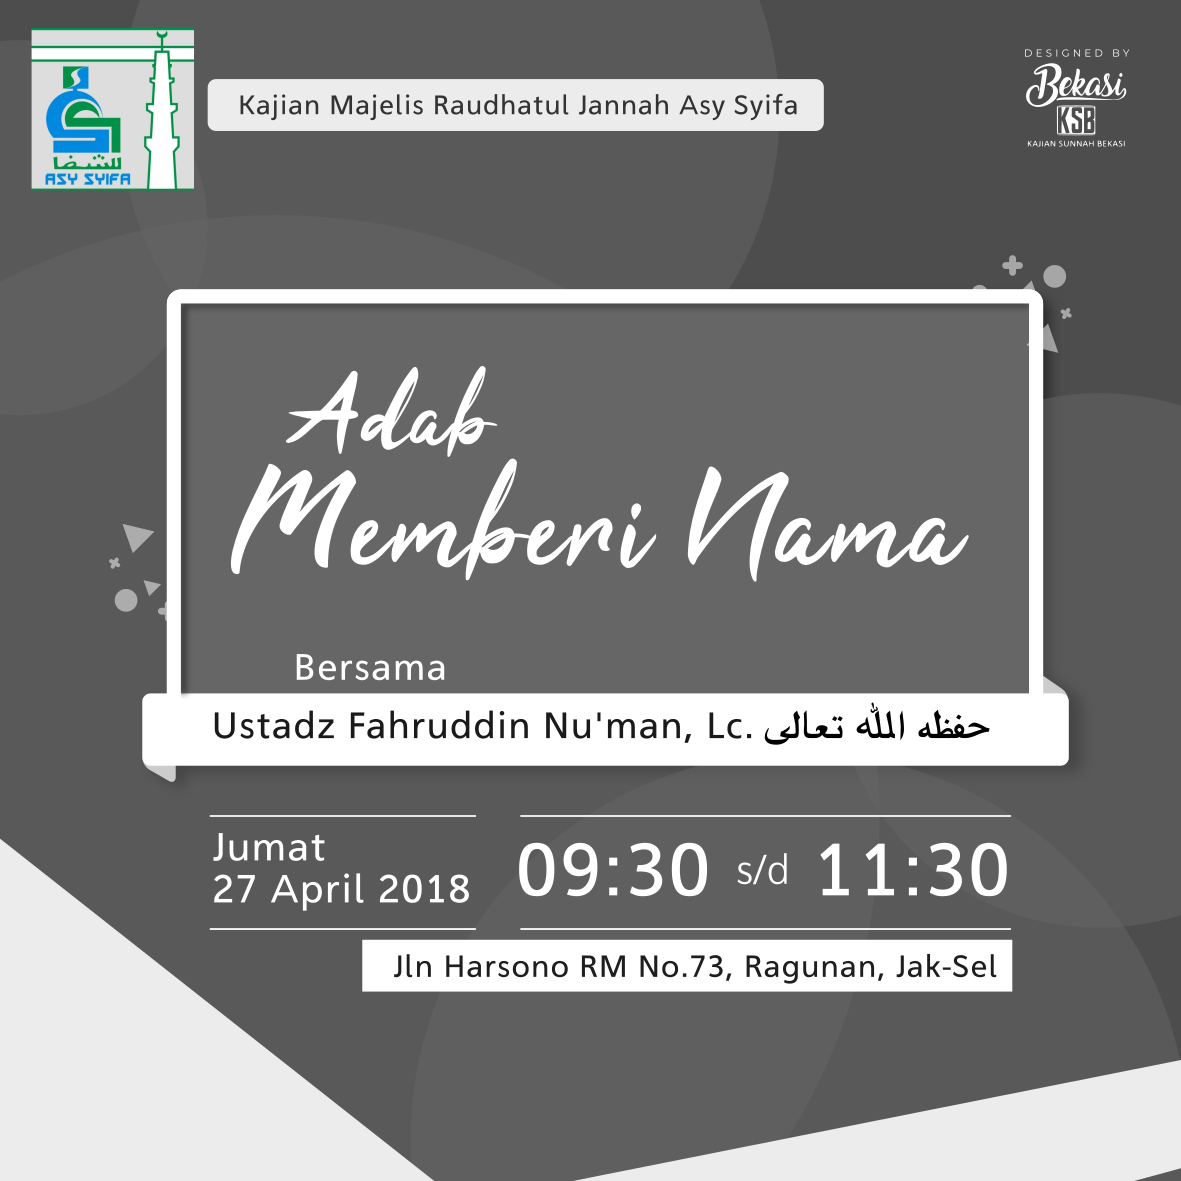 للشفا
ASY SYIFA
Kajian Majelis Raudhatul Jannah Asy Syifa
DESIGNED BY
Bekasi
KSB
KAJIAN SUNNAH BEKASI
Adab
Memberi Nama
Bersama
Ustadz Fahruddin Nu'man, Lc. حفظه الله تعالى
Jumat
27 April 2018
09:30 s/d 11:30
Jln Harsono RM No.73, Ragunan, Jak-Sel